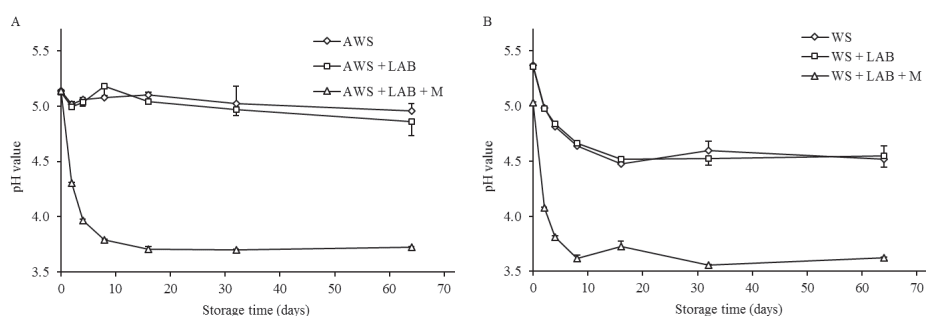 A
AWS
AWS + LAB
AWS + LAB + M
5.5
5.0
4.5
4.0
3.5
pH value
0 10 20 30 40 50 60 70
Storage time (days)
B
WS
WS + LAB
WS + LAB + M
5.5
5.0
4.5
4.0
3.5
pH value
0 10 20 30 40 50 60 70
Storage time (days)